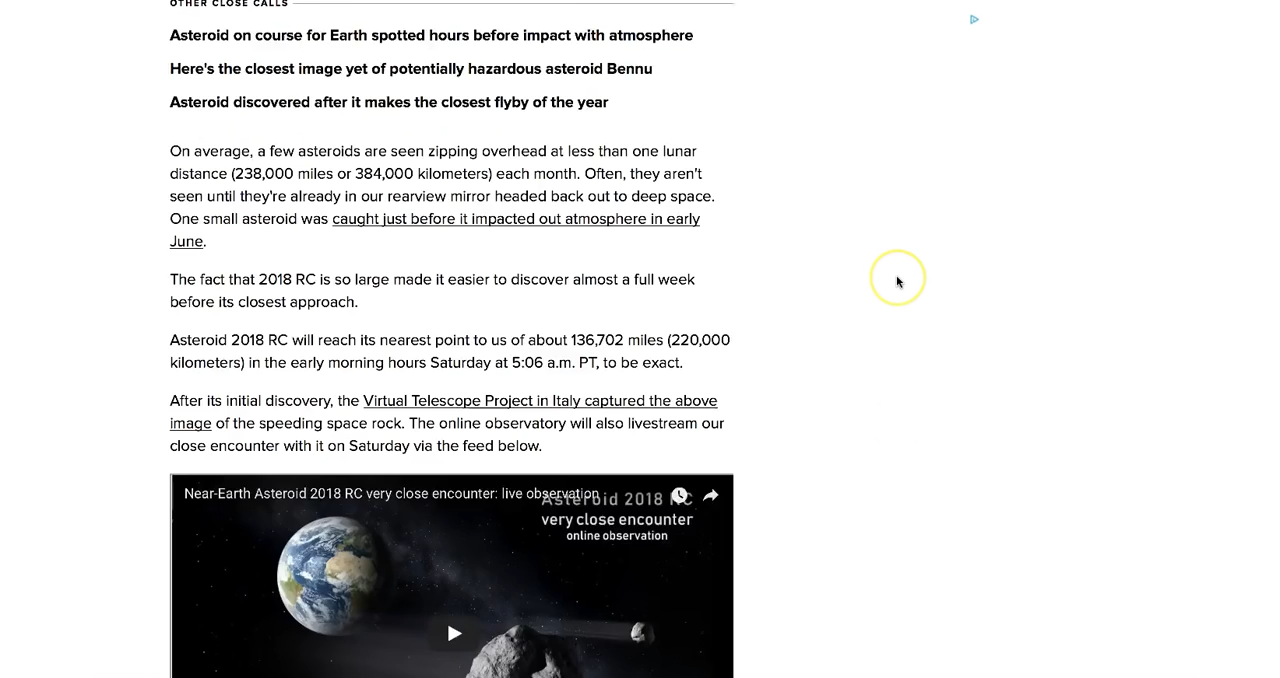 OTHER CLOSE CALLS
Asteroid on course for Earth spotted hours before impact with atmosphere
Here's the closest image yet of potentially hazardous asteroid Bennu
Asteroid discovered after it makes the closest flyby of the year
On average, a few asteroids are seen zipping overhead at less than one lunar
distance (238,000 miles or 384,000 kilometers) each month. Often, they aren't
seen until they're already in our rearview mirror headed back out to deep space.
One small asteroid was caught just before it impacted out atmosphere in early
June.
The fact that 2018 RC is so large made it easier to discover almost a full week
before its closest approach.
Asteroid 2018 RC will reach its nearest point to us of about 136,702 miles (220,000
kilometers) in the early morning hours Saturday at 5:06 a.m. PT, to be exact.
After its initial discovery, the Virtual Telescope Project in Italy captured the above
image of the speeding space rock. The online observatory will also livestream our
close encounter with it on Saturday via the feed below.
Near-Earth Asteroid 2018 RC very close encounter: live observation
Asteroid 2018 RC
very close encounter
online observation